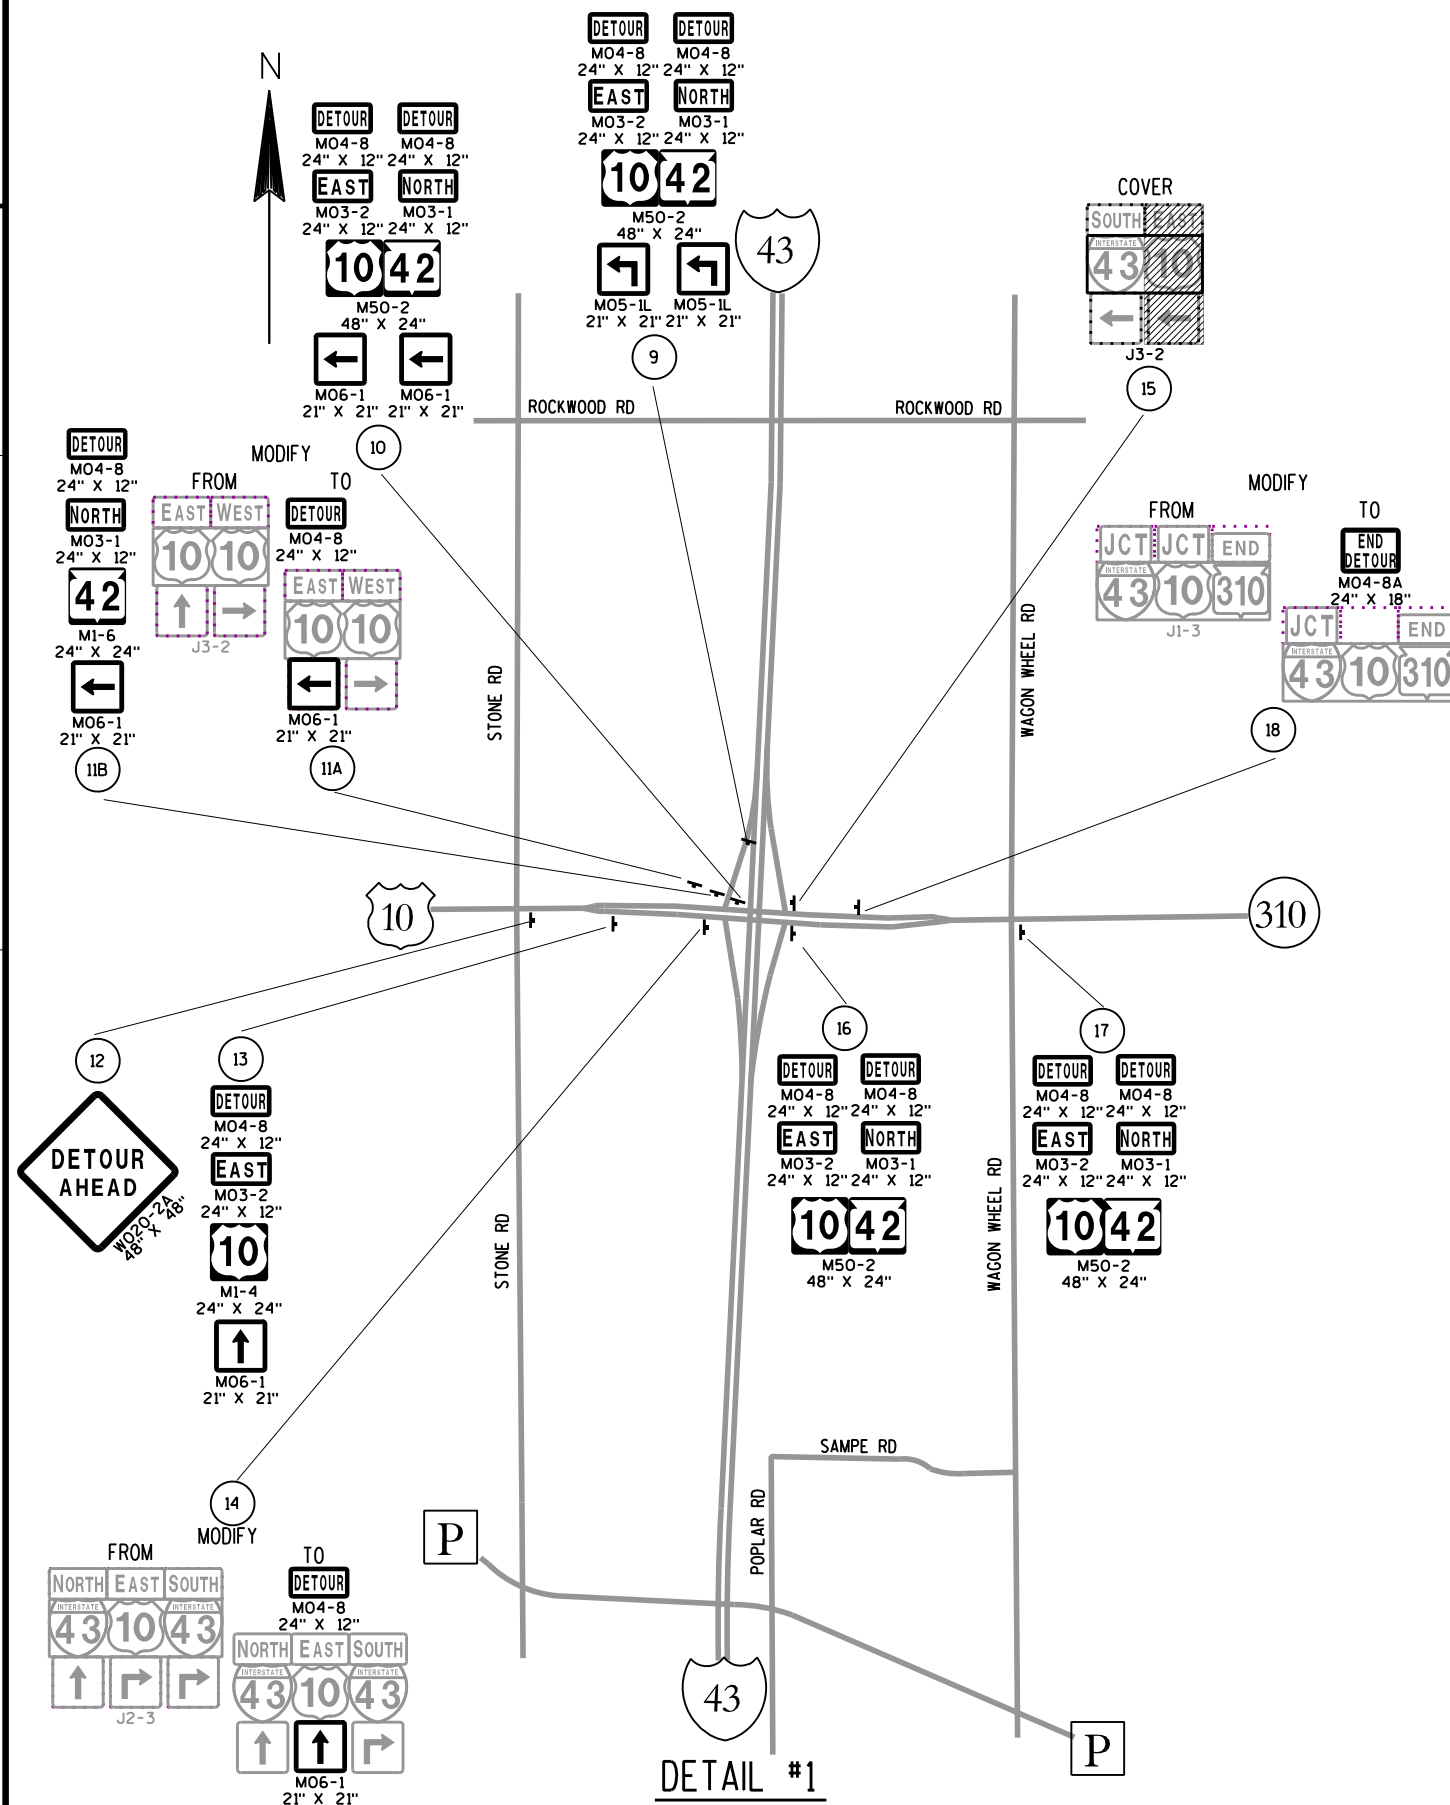 N
DETOUR DETOUR
M04-8 M04-8
24" X 12" 24" X 12"
EAST NORTH
M03-2 M03-1
24" X 12" 24" X 12"
10 42
M50-2
48" X 24"
M06-1 M06-1
21" X 21" 21" X 21"
10
DETOUR DETOUR
M04-8 M04-8
24" X 12" 24" X 12"
EAST NORTH
M03-2 M03-1
24" X 12" 24" X 12"
10 42
M50-2
48" X 24"
M05-1L M05-1L
21" X 21" 21" X 21"
9
43
COVER
SOUTH EAST
INTERSTATE
43 10
J3-2
15
ROCKWOOD RD
ROCKWOOD RD
DETOUR
M04-8
24" X 12"
NORTH
M03-1
24" X 12"
42
M1-6
24" X 24"
M06-1
21" X 21"
11B
MODIFY
FROM
EAST WEST
10 10
J3-2
TO
DETOUR
M04-8
24" X 12"
EAST WEST
10 10
M06-1
21" X 21"
11A
STONE RD
WAGON WHEEL RD
MODIFY
FROM
JCT JCT END
INTERSTATE
43 10 310
J1-3
TO
END
DETOUR
M04-8A
24" X 18"
JCT END
INTERSTATE
43 10 310
18
10
310
12
DETOUR
AHEAD
W020-2A
48" X 48"
13
DETOUR
M04-8
24" X 12"
EAST
M03-2
24" X 12"
10
M1-4
24" X 24"
M06-1
21" X 21"
16
DETOUR DETOUR
M04-8 M04-8
24" X 12" 24" X 12"
EAST NORTH
M03-2 M03-1
24" X 12" 24" X 12"
10 42
M50-2
48" X 24"
17
DETOUR DETOUR
M04-8 M04-8
24" X 12" 24" X 12"
EAST NORTH
M03-2 M03-1
24" X 12" 24" X 12"
10 42
M50-2
48" X 24"
STONE RD
WAGON WHEEL RD
SAMPE RD
POPLAR RD
14
MODIFY
FROM
NORTH EAST SOUTH
INTERSTATE INTERSTATE
43 10 43
J2-3
TO
DETOUR
M04-8
24" X 12"
NORTH EAST SOUTH
INTERSTATE INTERSTATE
43 10 43
M06-1
21" X 21"
P
43
P
DETAIL #1